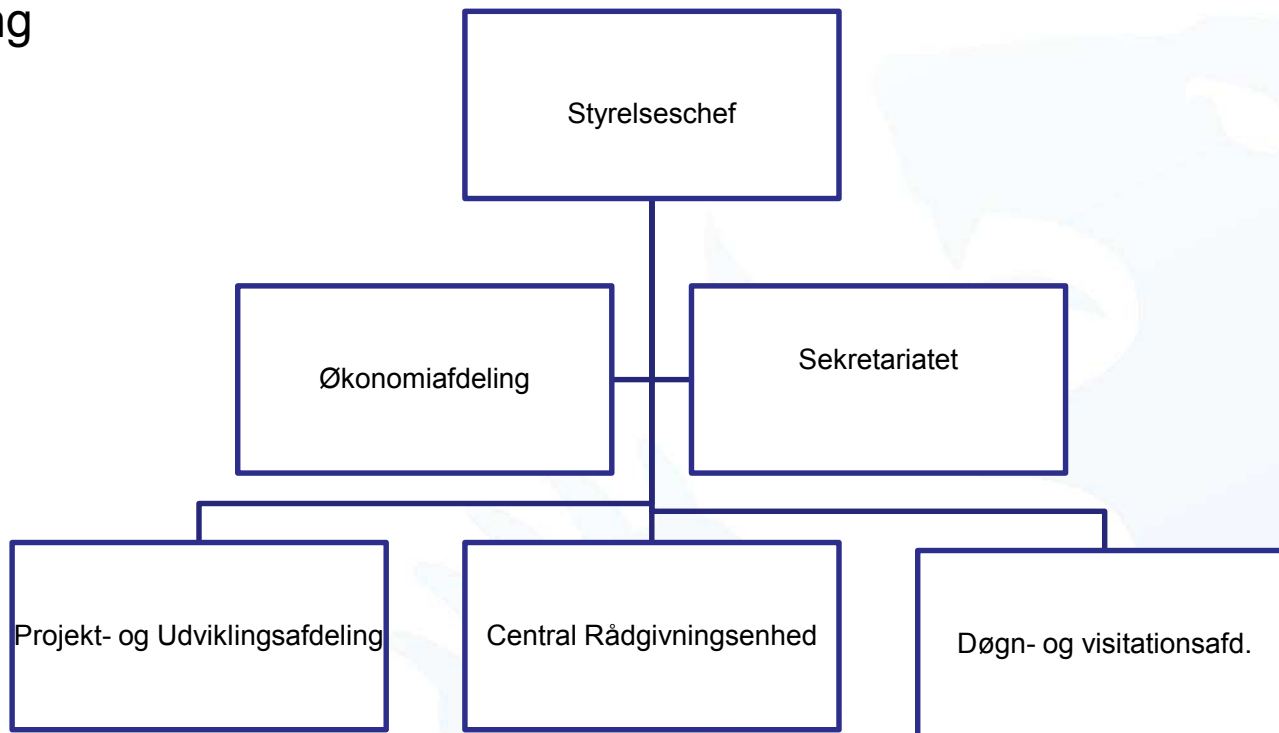 ng
Styrelseschef
Økonomiafdeling
Sekretariatet
Projekt- og Udviklingsafdeling
Central Rådgivningsenhed
Døgn- og visitationsafd.